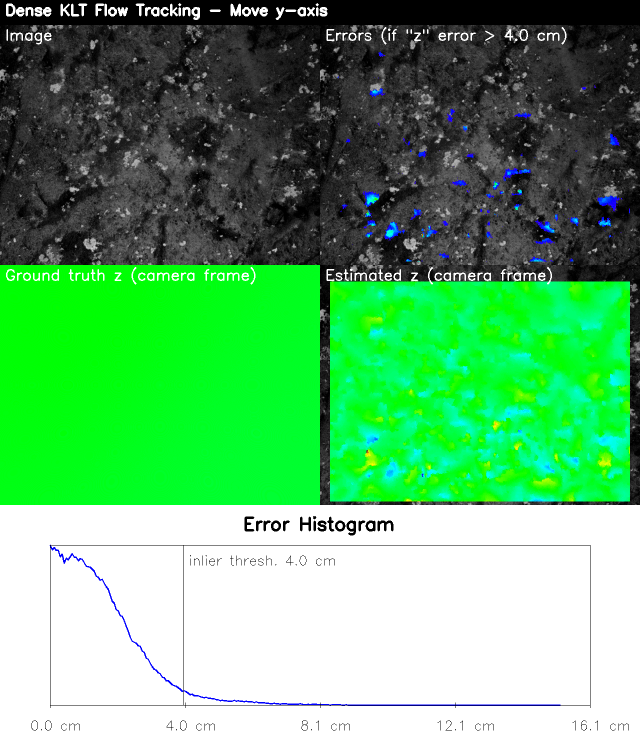 Dense KLT Flow Tracking - Move y-axis
Image
Errors (if "z" error > 4.0 cm)
Ground truth z (camera frame)
Estimated z (camera frame)
Error Histogram
inlier thresh. 4.0 cm
0.0 cm 4.0 cm 8.1 cm 12.1 cm 16.1 cm